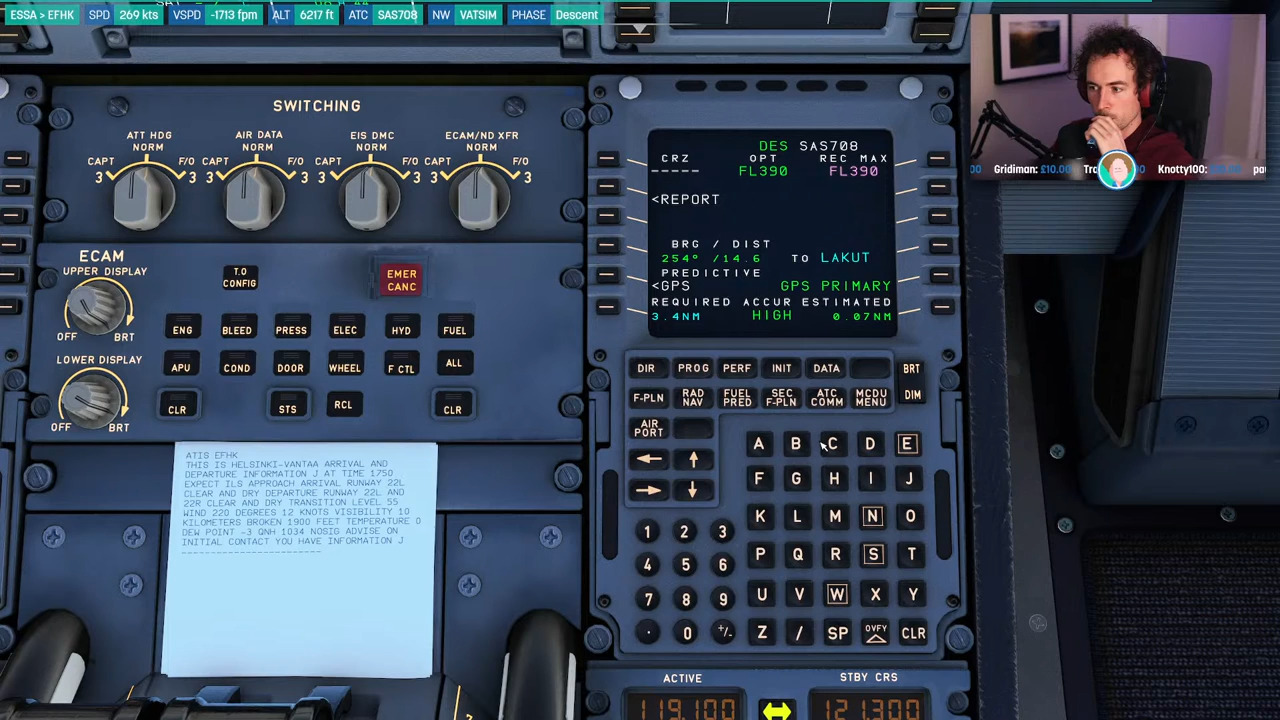 ESSA > EFHK SPD 269 kts VSPD -1713 fpm ALT 6217 ft ATC SAS708 NW VATSIM PHASE Descent
Gridiman: £10.00
Knotty100:
SWITCHING
ATT HDG AIR DATA EIS DMC ECAM/ND XFR
NORM NORM NORM NORM
CAPT F/O CAPT F/O CAPT F/O CAPT F/O
3 3 3 3 3 3 3 3
ECAM
UPPER DISPLAY
OFF BRT
LOWER DISPLAY
OFF BRT
T.O
CONFIG
EMER
CANC
ENG BLEED PRESS ELEC HYD FUEL
APU COND DOOR WHEEL F CTL ALL
CLR STS RCL CLR
ATIS EFHK
THIS IS HELSINKI-VANTAA ARRIVAL AND
DEPARTURE INFORMATION J AT TIME 1750
EXPECT ILS APPROACH ARRIVAL RUNWAY 22L
CLEAR AND DRY DEPARTURE RUNWAY 22L AND
22R CLEAR AND DRY TRANSITION LEVEL 55
WIND 220 DEGREES 12 KNOTS VISIBILITY 10
KILOMETERS BROKEN 1900 FEET TEMPERATURE 0
DEW POINT -3 QNH 1034 NOSIG ADVISE ON
INITIAL CONTACT YOU HAVE INFORMATION J
----------------------
DES SAS708
CRZ OPT REC MAX
----- FL390 FL390
<REPORT
BRG / DIST
254° /14.6 TO LAKUT
PREDICTIVE
<GPS GPS PRIMARY
REQUIRED ACCUR ESTIMATED
3.4NM HIGH 0.07NM
DIR PROG PERF INIT DATA BRT
F-PLN RAD NAV FUEL PRED SEC F-PLN ATC COMM MCDU MENU DIM
AIR PORT
A B C D E
F G H I J
K L M N O
P Q R S T
U V W X Y
Z / SP OVFY CLR
1 2 3
4 5 6
7 8 9
. 0 +/-
ACTIVE STBY CRS
119.100 121.300